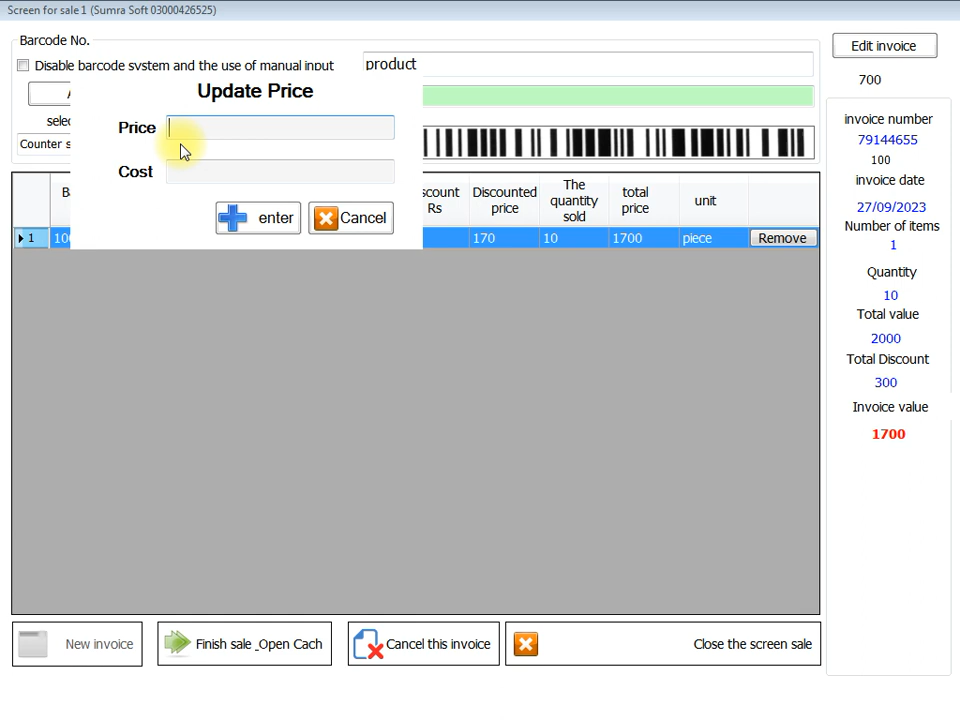 Screen for sale1 (Sumra Soft 03000426525)
Barcode No.
Disable barcode system and the use of manual input
product
Edit invoice
700
Update Price
Price
Cost
enter
Cancel
Counter s
Rs
Discounted price
The quantity sold
total price
unit
1
170
10
1700
piece
Remove
invoice number
79144655
100
invoice date
27/09/2023
Number of items
1
Quantity
10
Total value
2000
Total Discount
300
Invoice value
1700
New invoice
Finish sale _Open Cach
Cancel this invoice
Close the screen sale